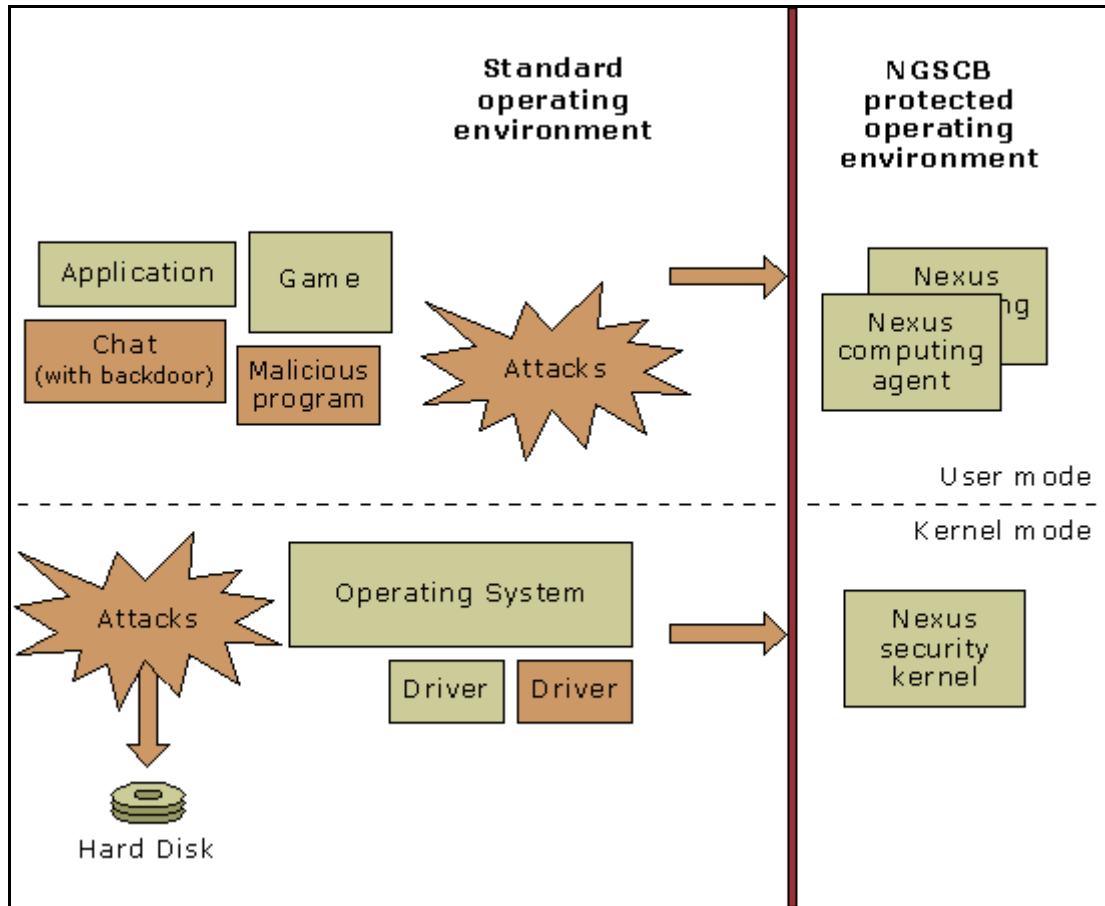 Standard
operating
environment
NGSCB
protected
operating
environment
Application
Game
Chat
(with backdoor)
Malicious
program
Attacks
Nexus
Nexus
computing
agent
User mode
Kernel mode
Attacks
Operating System
Driver
Driver
Nexus
security
kernel
Hard Disk